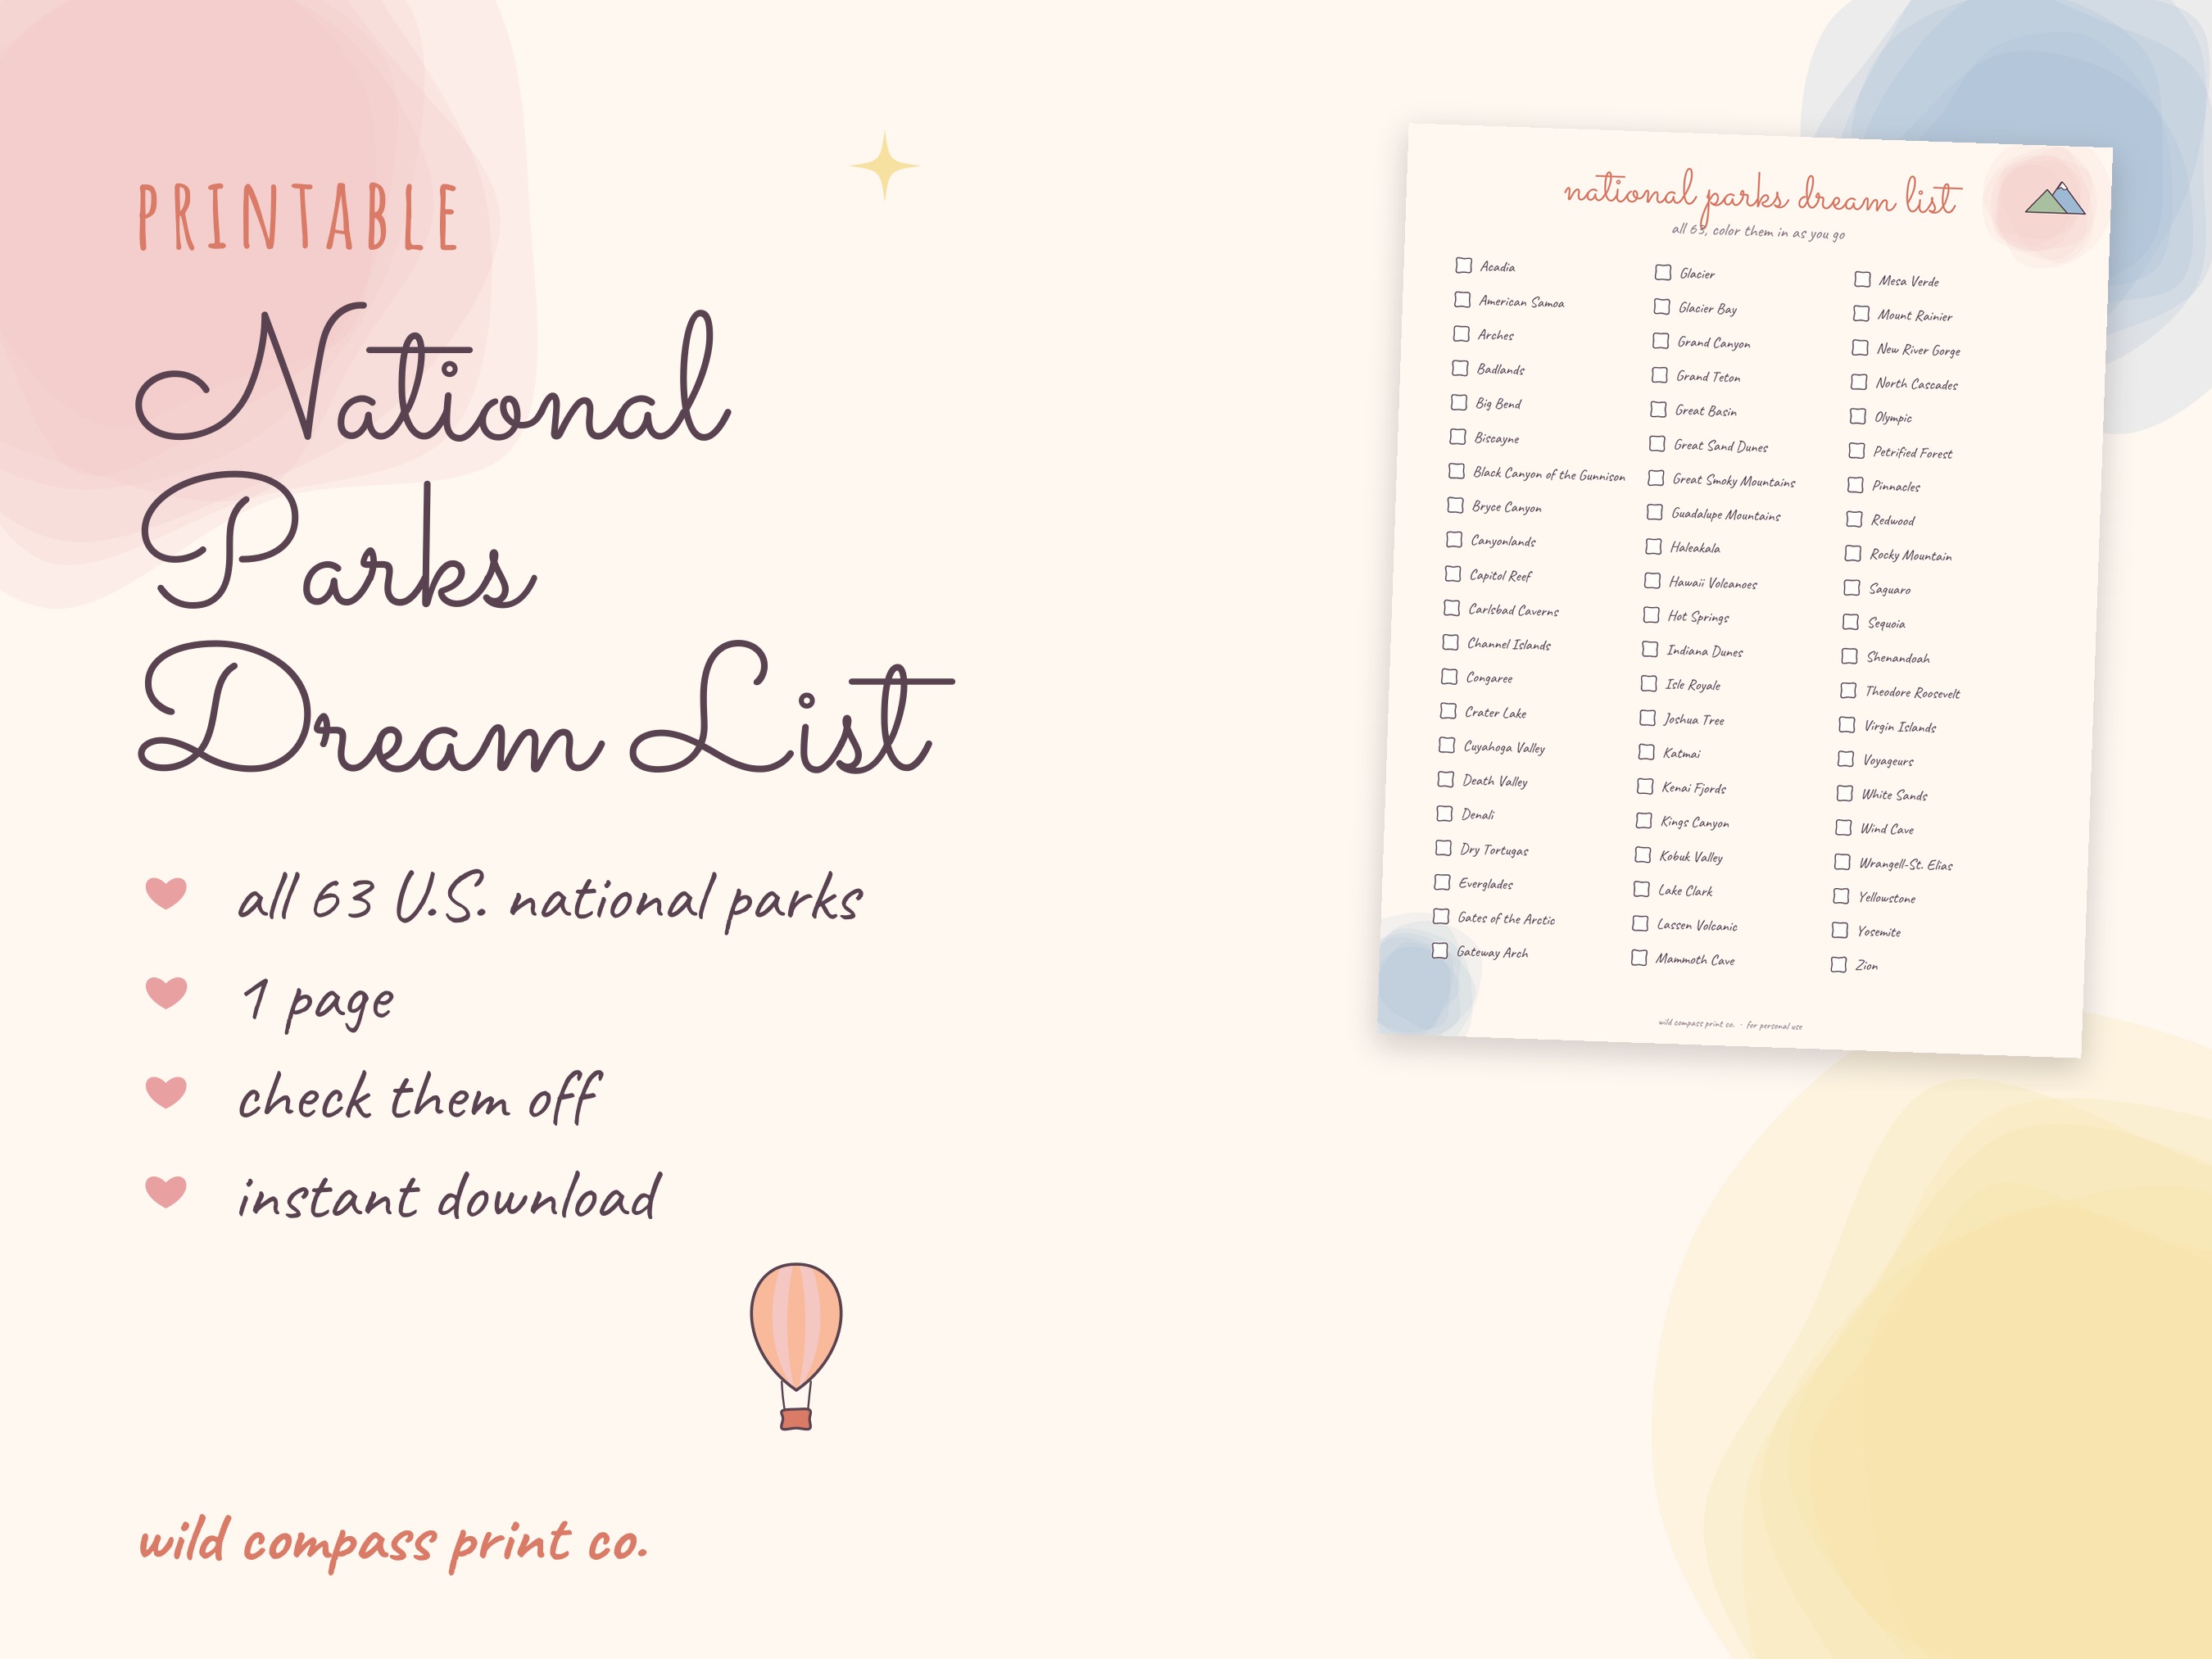 PRINTABLE
National
Parks
Dream List
all 63 U.S. national parks
1 page
check them off
instant download
wild compass print co.
national parks dream list
all 63, color them in as you go
Acadia
American Samoa
Arches
Badlands
Big Bend
Biscayne
Black Canyon of the Gunnison
Bryce Canyon
Canyonlands
Capitol Reef
Carlsbad Caverns
Channel Islands
Congaree
Crater Lake
Cuyahoga Valley
Death Valley
Denali
Dry Tortugas
Everglades
Gates of the Arctic
Gateway Arch
Glacier
Glacier Bay
Grand Canyon
Grand Teton
Great Basin
Great Sand Dunes
Great Smoky Mountains
Guadalupe Mountains
Haleakala
Hawaii Volcanoes
Hot Springs
Indiana Dunes
Isle Royale
Joshua Tree
Katmai
Kenai Fjords
Kings Canyon
Kobuk Valley
Lake Clark
Lassen Volcanic
Mammoth Cave
Mesa Verde
Mount Rainier
New River Gorge
North Cascades
Olympic
Petrified Forest
Pinnacles
Redwood
Rocky Mountain
Saguaro
Sequoia
Shenandoah
Theodore Roosevelt
Virgin Islands
Voyageurs
White Sands
Wind Cave
Wrangell-St. Elias
Yellowstone
Yosemite
Zion
wild compass print co. · for personal use